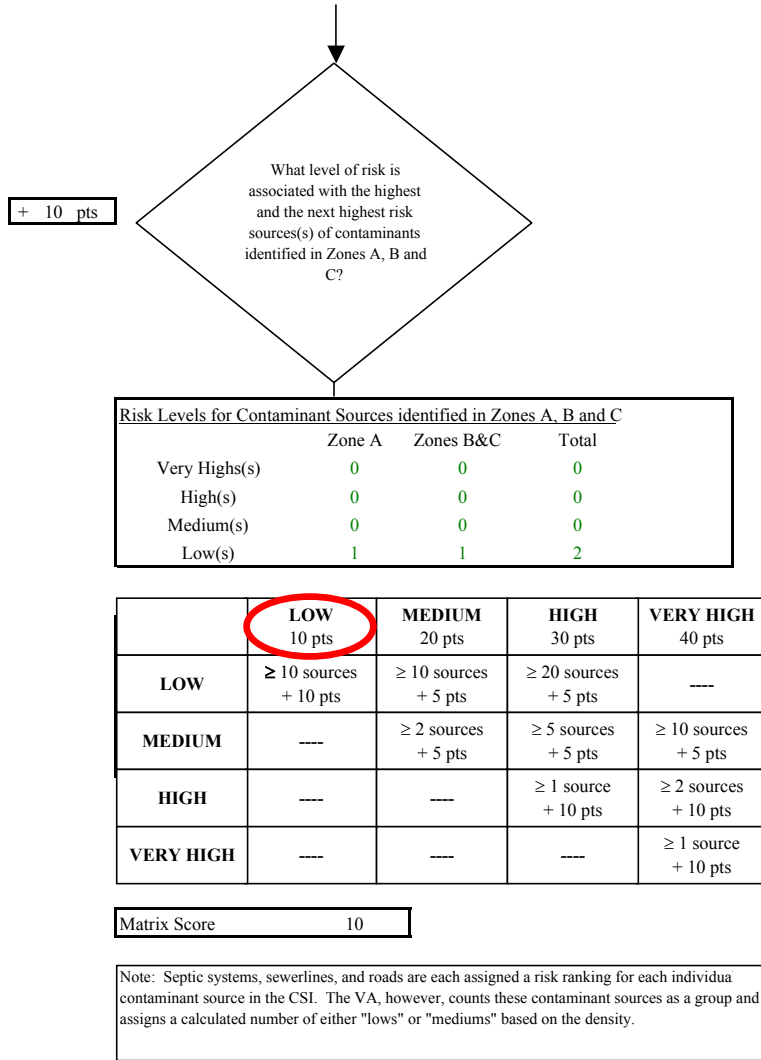 What level of risk is
associated with the highest
and the next highest risk
sources(s) of contaminants
identified in Zones A, B and
C?
+ 10 pts
Risk Levels for Contaminant Sources identified in Zones A, B and C
Zone A Zones B&C Total
Very Highs(s) 0 0 0
High(s) 0 0 0
Medium(s) 0 0 0
Low(s) 1 1 2
LOW MEDIUM HIGH VERY HIGH
10 pts 20 pts 30 pts 40 pts
LOW ≥ 10 sources ≥ 10 sources ≥ 20 sources ----
+ 10 pts + 5 pts + 5 pts
MEDIUM ---- ≥ 2 sources ≥ 5 sources ≥ 10 sources
+ 5 pts + 5 pts + 5 pts
HIGH ---- ---- ≥ 1 source ≥ 2 sources
+ 10 pts + 10 pts
VERY HIGH ---- ---- ---- ≥ 1 source
+ 10 pts
Matrix Score 10
Note: Septic systems, sewerlines, and roads are each assigned a risk ranking for each individua
contaminant source in the CSI. The VA, however, counts these contaminant sources as a group and
assigns a calculated number of either "lows" or "mediums" based on the density.